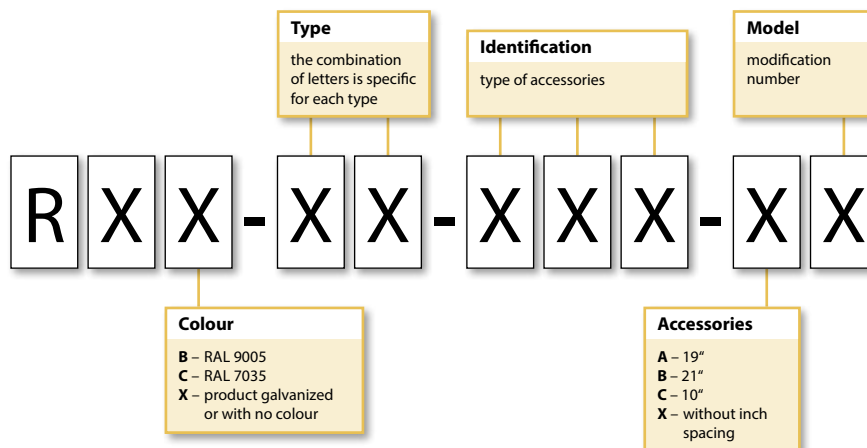 Type
the combination
of letters is specific
for each type
Identification
type of accessories
Model
modification
number
R X X - X X - X X X - X X
Colour
B – RAL 9005
C – RAL 7035
X – product galvanized
or with no colour
Accessories
A – 19“
B – 21“
C – 10“
X – without inch
spacing